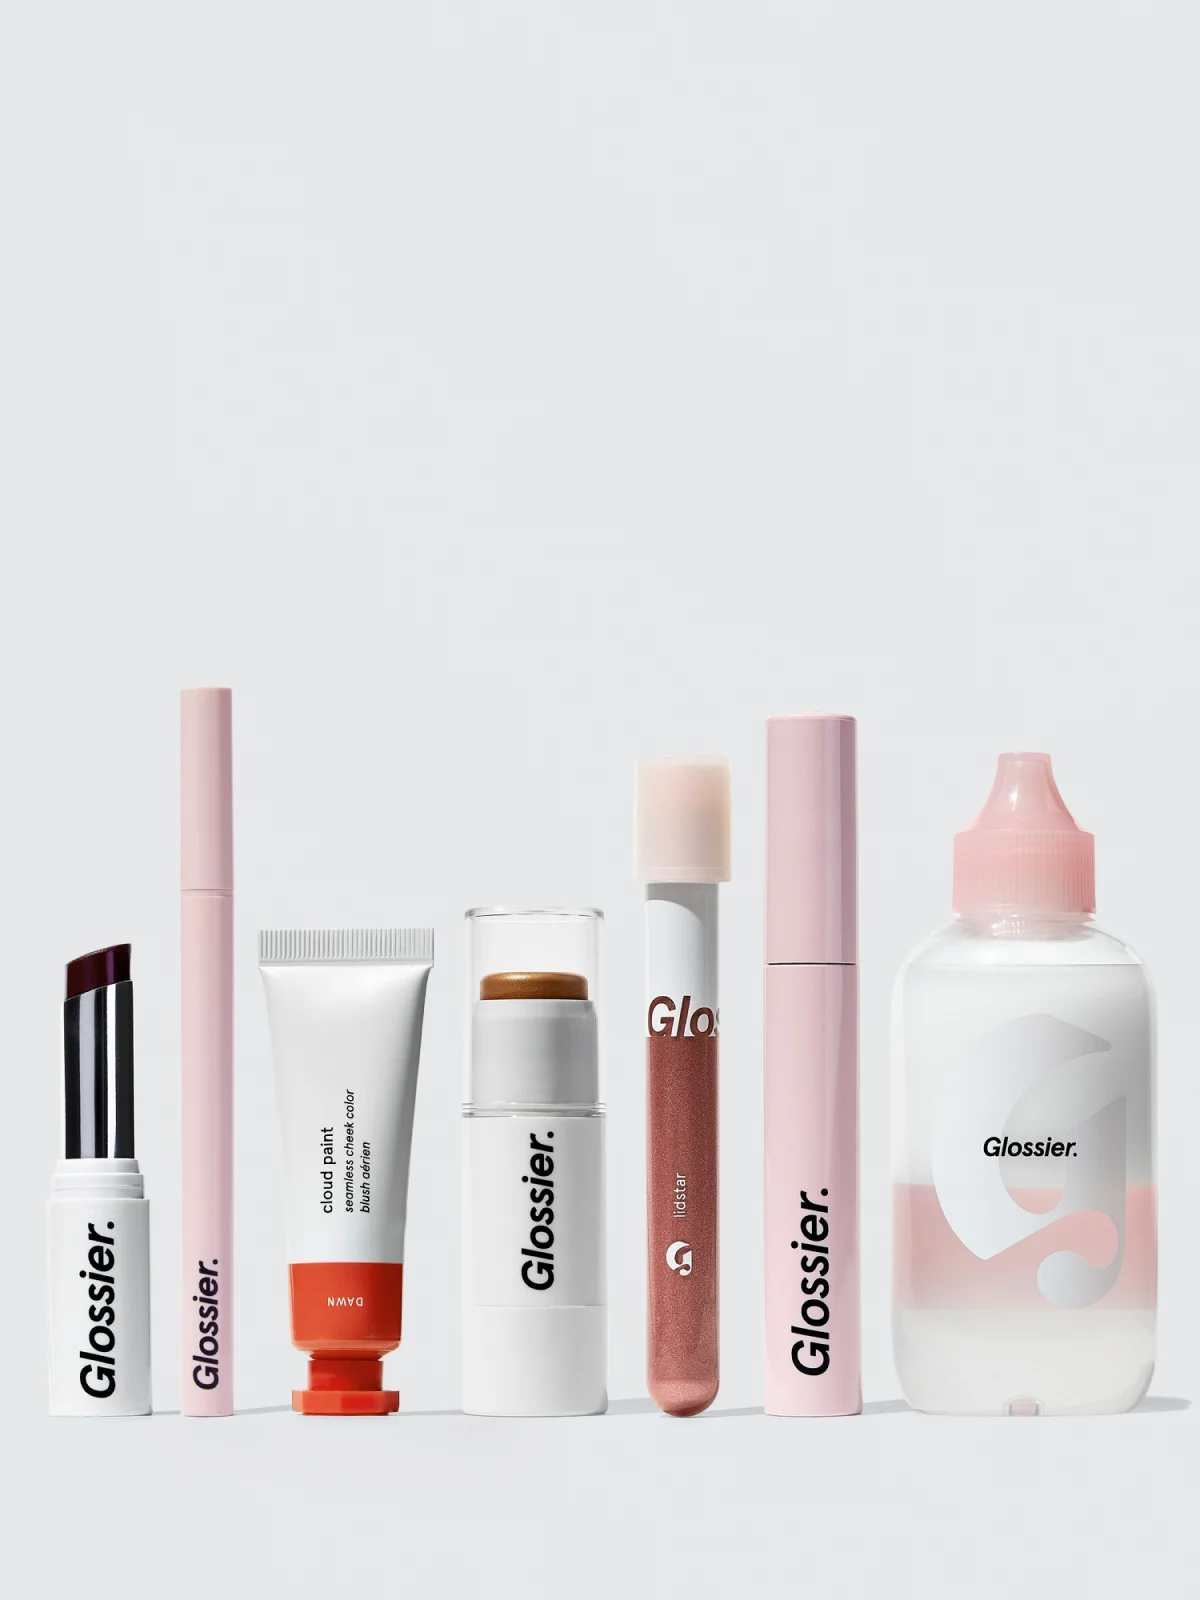 Glossier.
Glossier.
cloud paint
seamless cheek color
blush aérien
DAWN
Glossier.
Glos
lidstar
Glossier.
Glossier.